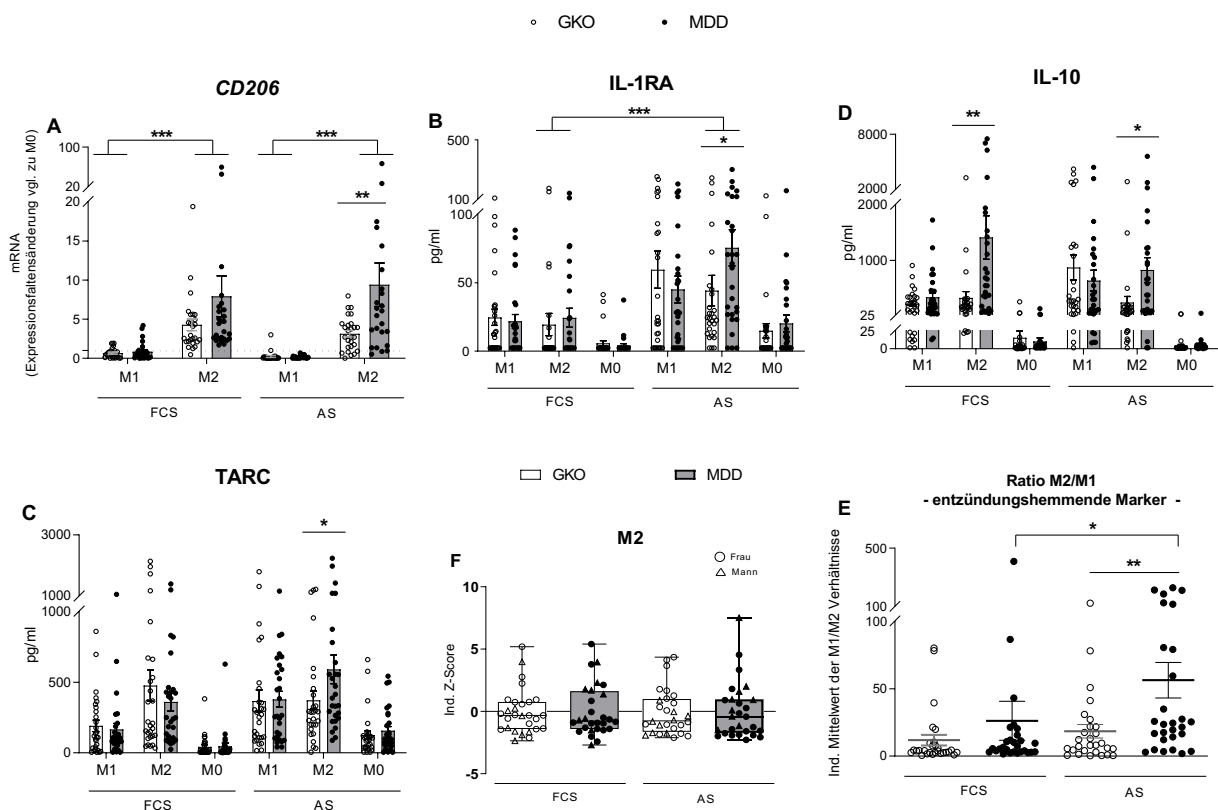 GKO MDD
CD206
A
***
***
**
mRNA
(Expressionsfaltensänderung vgl. zu M0)
100
20
20
15
10
5
0
M1 M2 M1 M2
FCS AS
IL-1RA
B
***
*
pg/ml
500
100
100
50
0
M1 M2 M0 M1 M2 M0
FCS AS
IL-10
D
**
*
pg/ml
8000
2000
2000
1000
25
25
0
M1 M2 M0 M1 M2 M0
FCS AS
TARC
C
*
pg/ml
3000
1000
1000
500
0
M1 M2 M0 M1 M2 M0
FCS AS
GKO MDD
M2
F
Frau
Mann
Ind. Z-Score
10
5
0
-5
FCS AS
Ratio M2/M1
- entzündungshemmende Marker -
E
*
**
Ind. Mittelwert der M1/M2 Verhältnisse
500
100
100
50
0
FCS AS